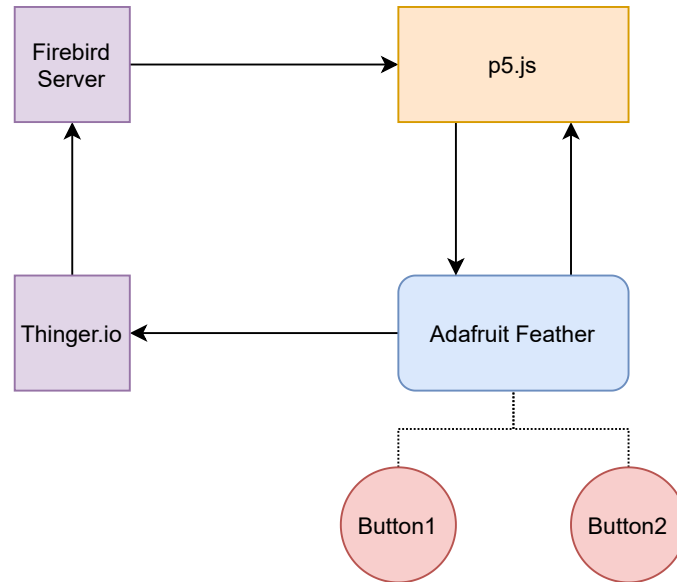 Firebird
Server
p5.js
Thinger.io
Adafruit Feather
Button1
Button2